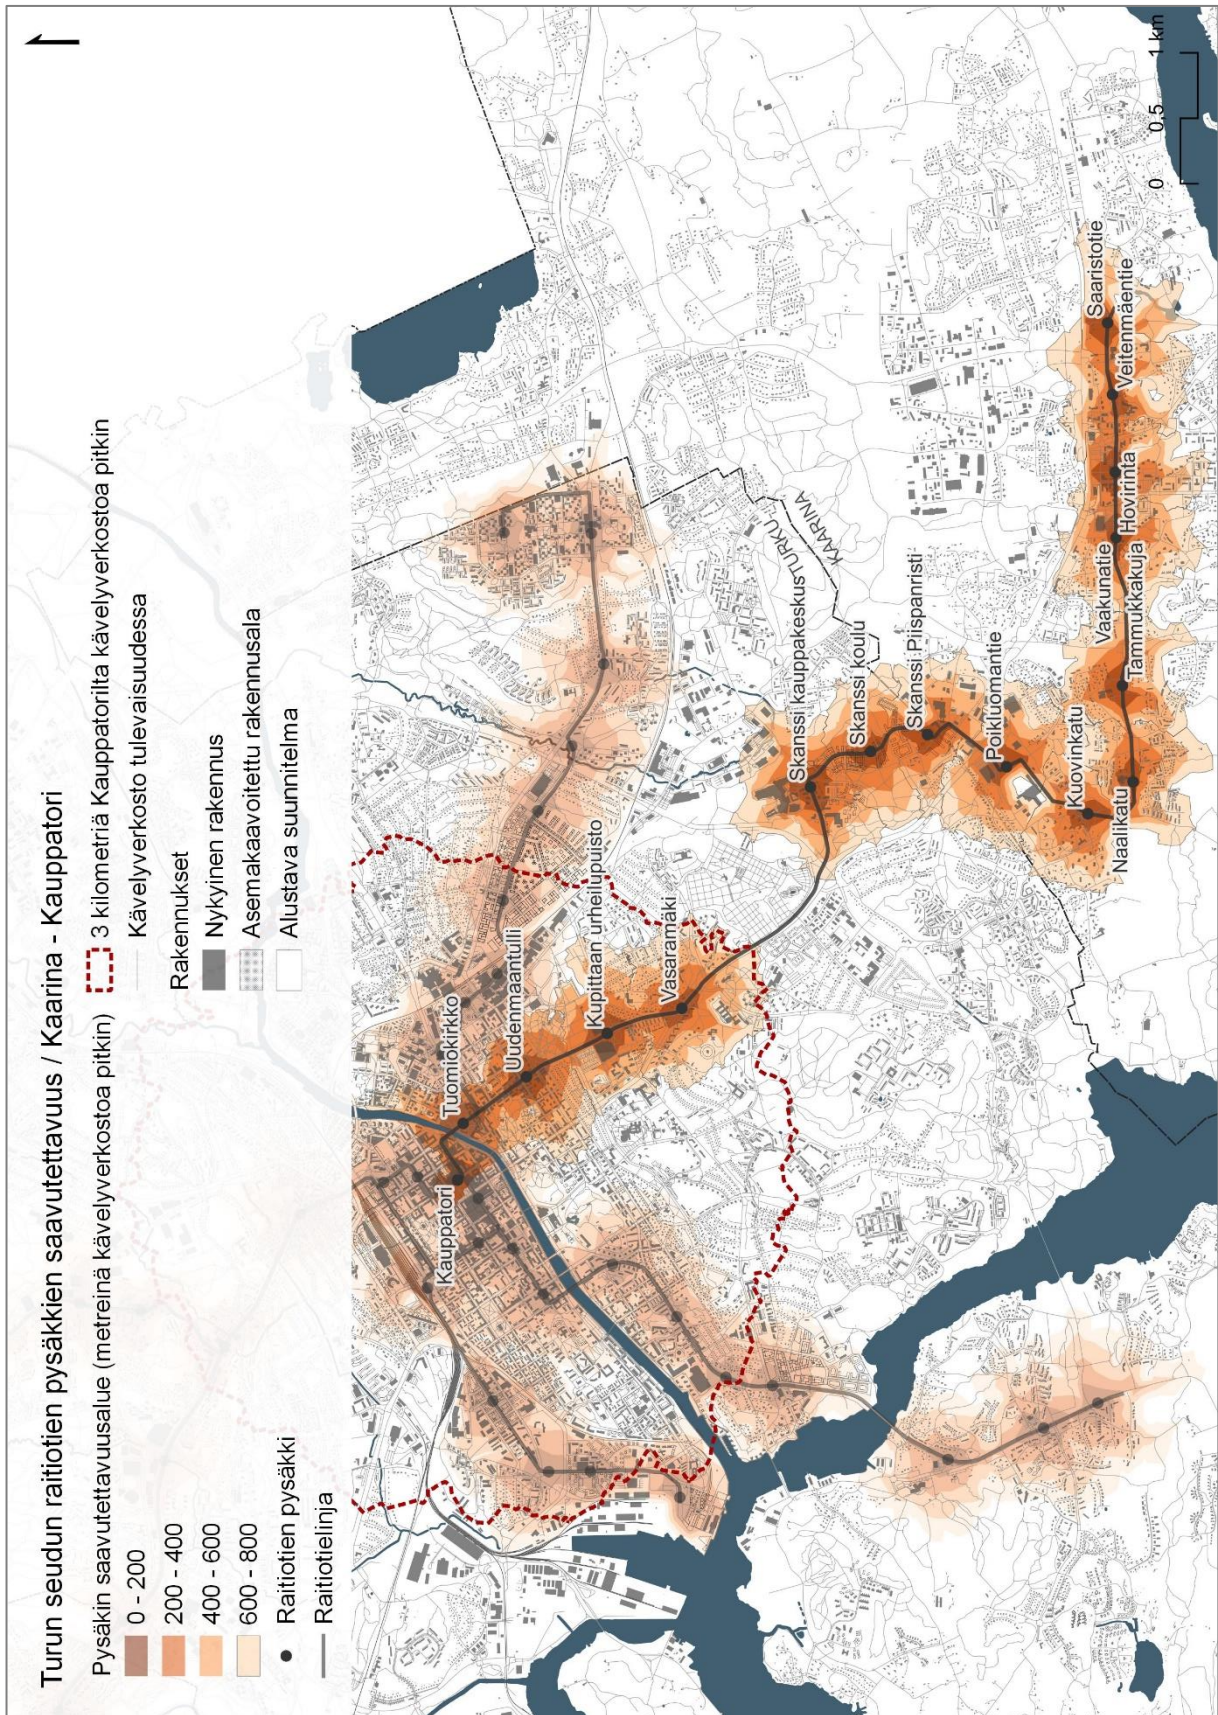 Turun seudun raitiotien pysäkkien saavutettavuus / Kaarina - Kauppatori
Pysäkin saavutettavuusalue (metreinä kävelyverkostoa pitkin)
0 - 200
200 - 400
400 - 600
600 - 800
Raitiotien pysäkki
Raitiotielinja
3 kilometriä Kauppatorilta kävelyverkostoa pitkin
Kävelyverkosto tulevaisuudessa
Rakennukset
Nykyinen rakennus
Asemakaavoitettu rakennusala
Alustava suunnitelma
Kauppatori
Tuomiokirkko
Uudenmaantulli
Kupittaan urheilupuisto
Vasaramäki
Skanssi kauppakeskus
TURKU
KAARINA
Skanssi koulu
Skanssi Piispanristi
Poikluomantie
Kuovinkatu
Naalikatu
Tammukkakuja
Vaakunatie
Hovirinta
Veitenmäentie
Saaristotie
0 0,5 1 km